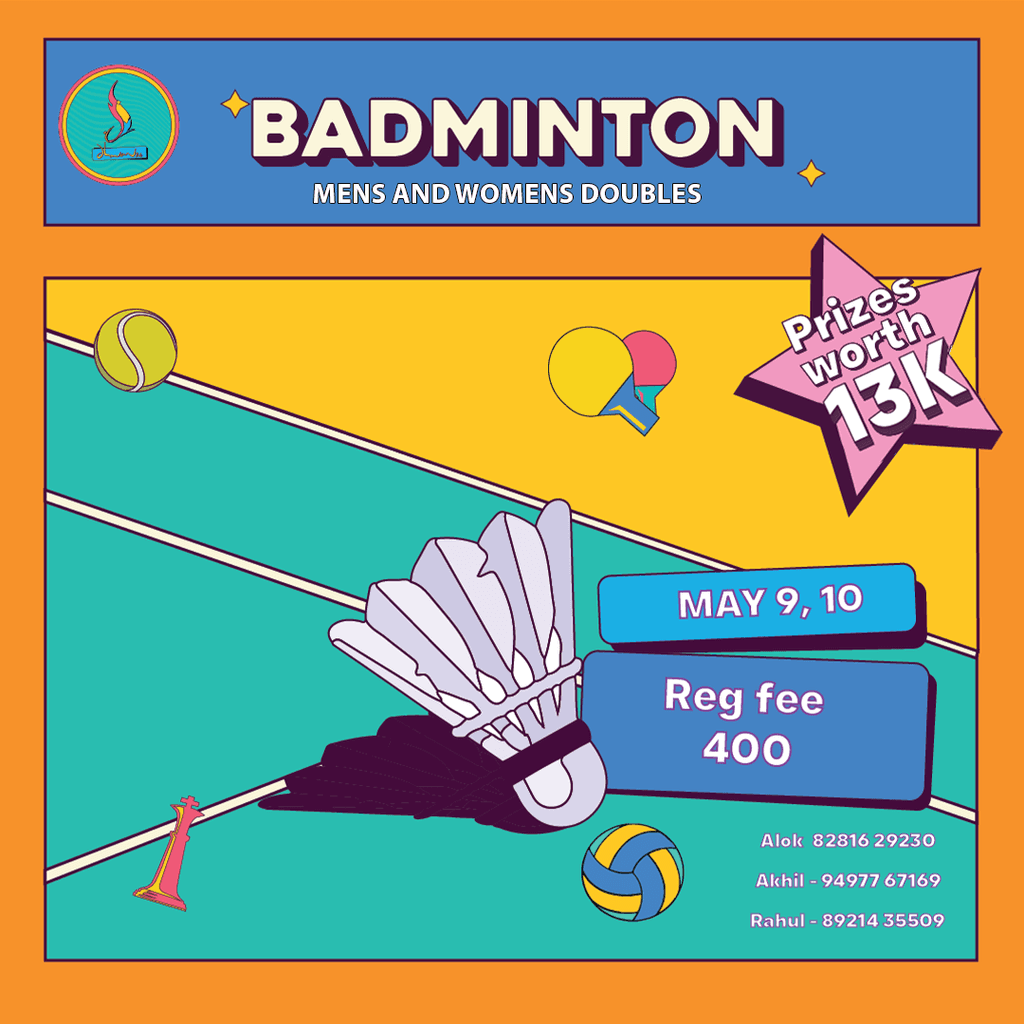 BADMINTON
MENS AND WOMENS DOUBLES
Prizes
worth
13K
MAY 9, 10
Reg fee
400
Alok 82816 29230
Akhil - 94977 67169
Rahul - 89214 35509